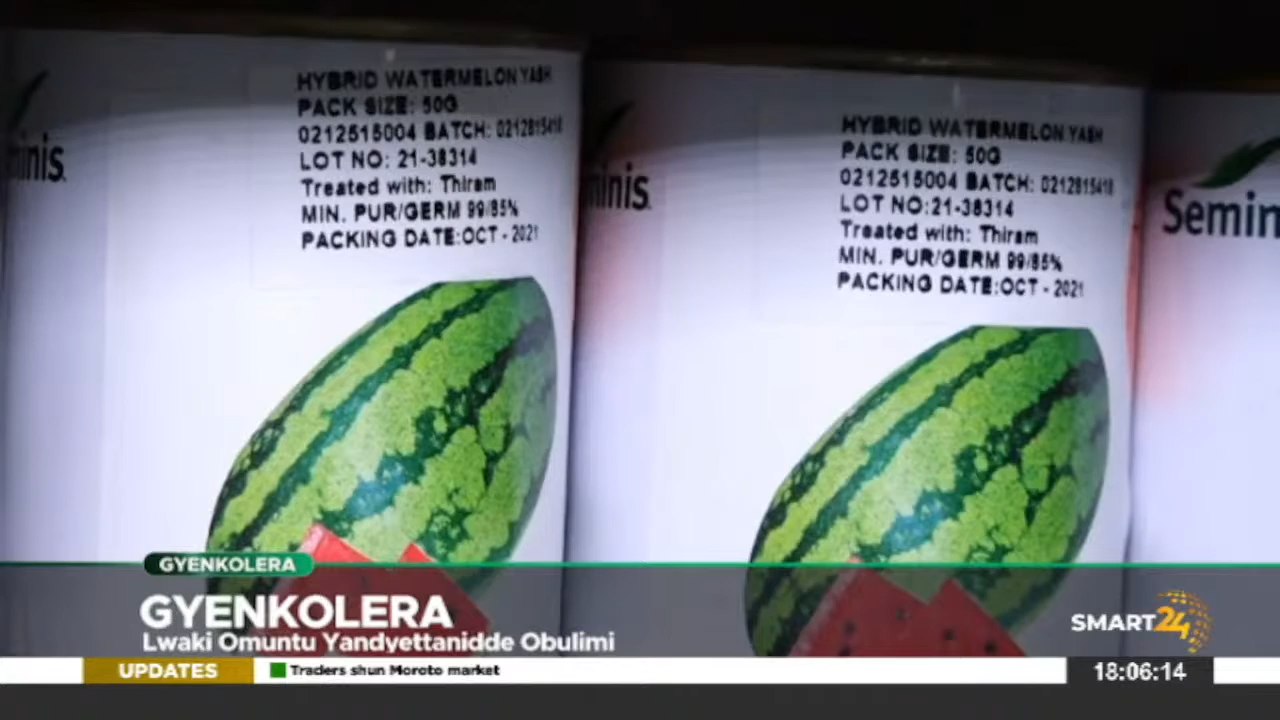 HYBRID WATERMELON YASH
PACK SIZE: 50G
0212515004 BATCH: 0212815418
LOT NO: 21-38314
Treated with: Thiram
MIN. PUR/GERM 99/85%
PACKING DATE:OCT - 2021
minis
HYBRID WATERMELON YASH
PACK SIZE: 50G
0212515004 BATCH: 0212815418
LOT NO:21-38314
Treated with: Thiram
MIN. PUR/GERM 99/85%
PACKING DATE:OCT - 2021
minis
Semin
GYENKOLERA
GYENKOLERA
Lwaki Omuntu Yandyettanidde Obulimi
SMART24
UPDATES
Traders shun Moroto market
18:06:14